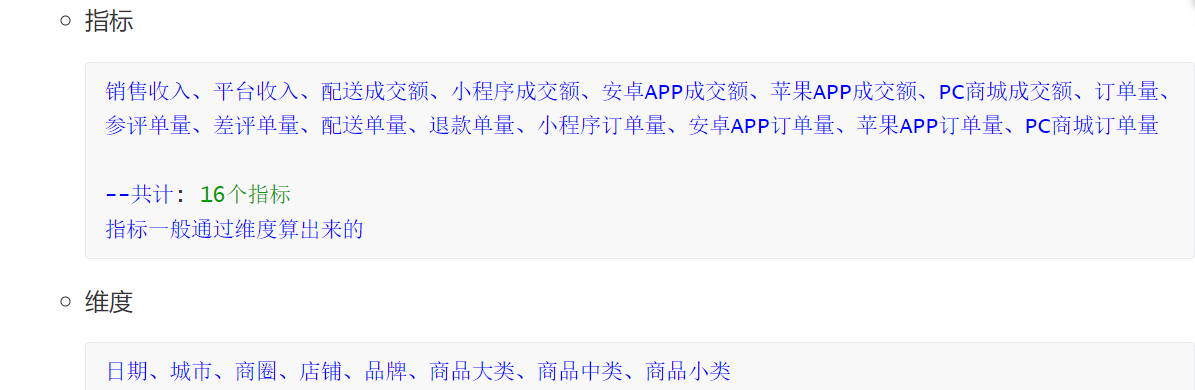 指标
销售收入、平台收入、配送成交额、小程序成交额、安卓APP成交额、苹果APP成交额、PC商城成交额、订单量、
参评单量、差评单量、配送单量、退款单量、小程序订单量、安卓APP订单量、苹果APP订单量、PC商城订单量
--共计: 16个指标
指标一般通过维度算出来的
维度
日期、城市、商圈、店铺、品牌、商品大类、商品中类、商品小类